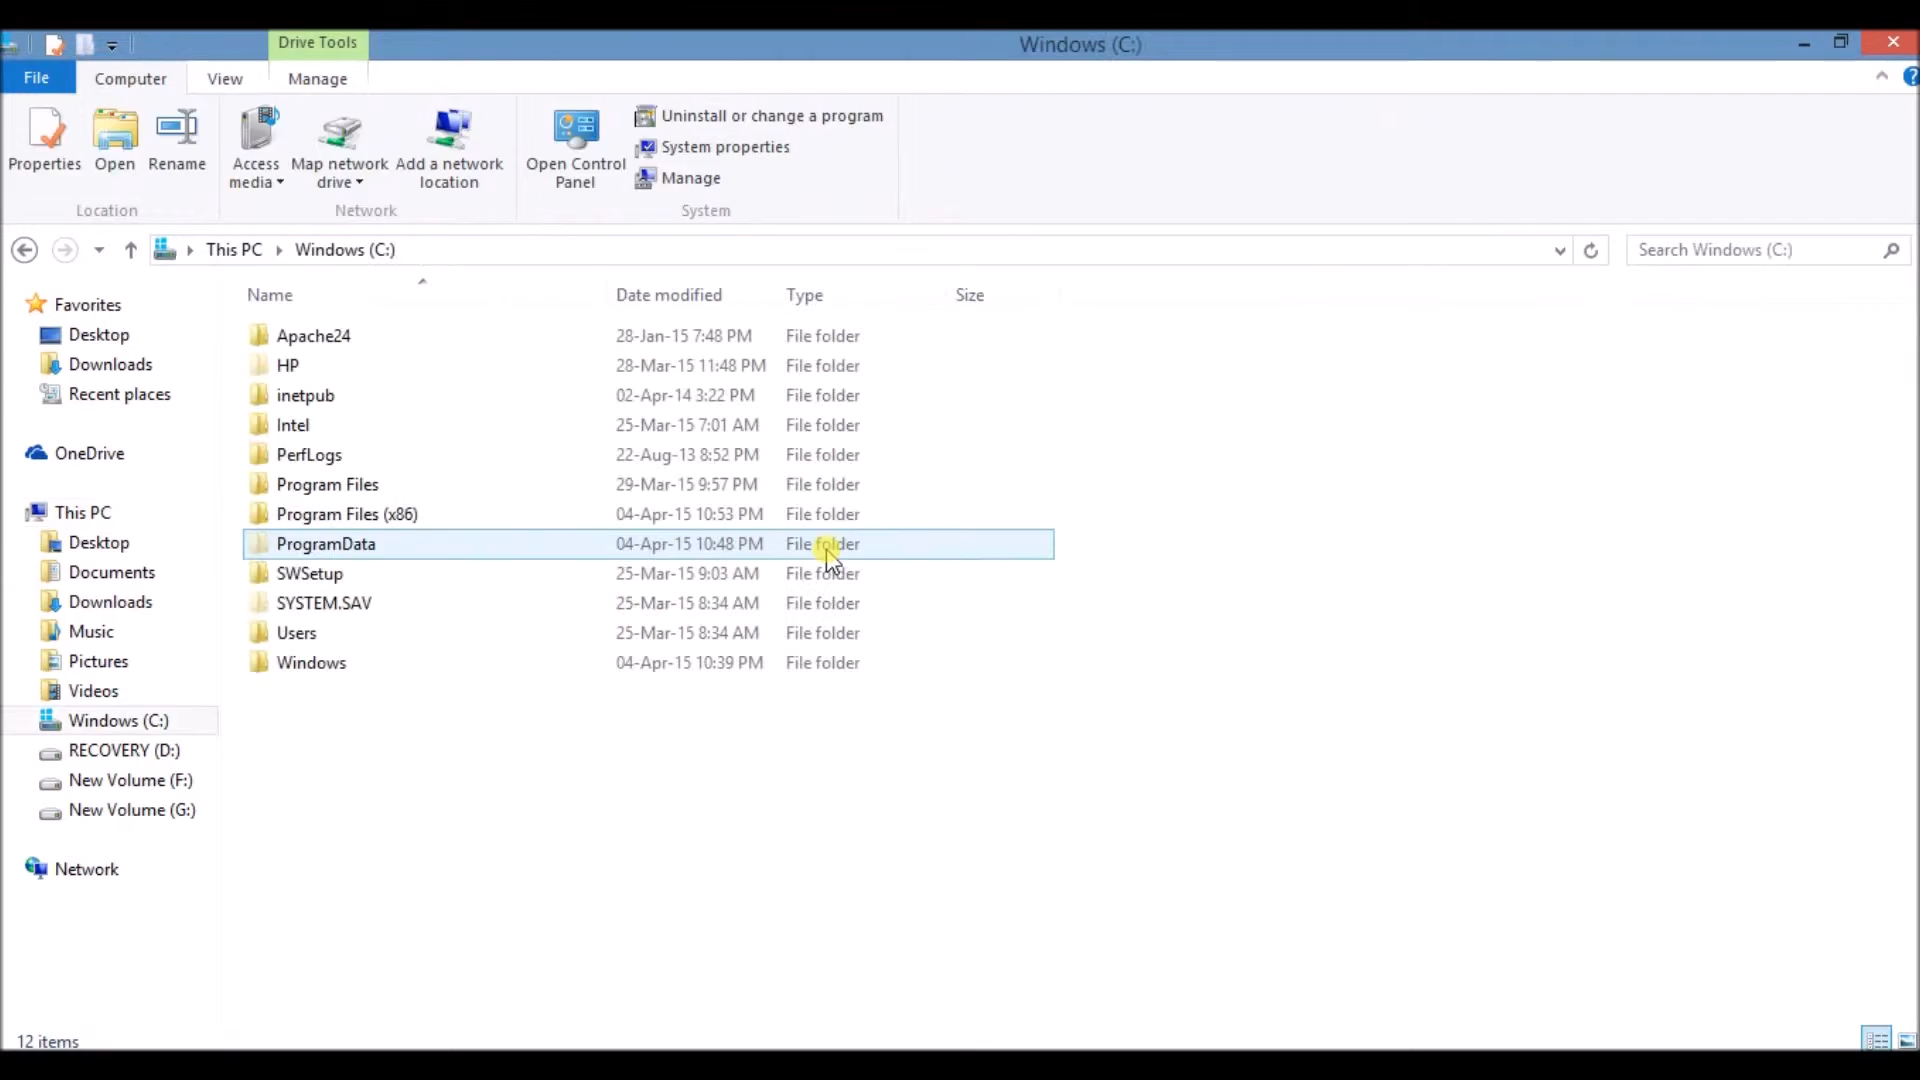 Drive Tools
Windows (C:)
File
Computer
View
Manage
Properties
Open
Rename
Access media
Map network drive
Add a network location
Open Control Panel
Uninstall or change a program
System properties
Manage
Location
Network
System
This PC
Windows (C:)
Search Windows (C:)
Name Date modified Type Size
Apache24 28-Jan-15 7:48 PM File folder
HP 28-Mar-15 11:48 PM File folder
inetpub 02-Apr-14 3:22 PM File folder
Intel 25-Mar-15 7:01 AM File folder
PerfLogs 22-Aug-13 8:52 PM File folder
Program Files 29-Mar-15 9:57 PM File folder
Program Files (x86) 04-Apr-15 10:53 PM File folder
ProgramData 04-Apr-15 10:48 PM File folder
SWSetup 25-Mar-15 9:03 AM File folder
SYSTEM.SAV 25-Mar-15 8:34 AM File folder
Users 25-Mar-15 8:34 AM File folder
Windows 04-Apr-15 10:39 PM File folder
Favorites
Desktop
Downloads
Recent places
OneDrive
This PC
Desktop
Documents
Downloads
Music
Pictures
Videos
Windows (C:)
RECOVERY (D:)
New Volume (F:)
New Volume (G:)
Network
12 items